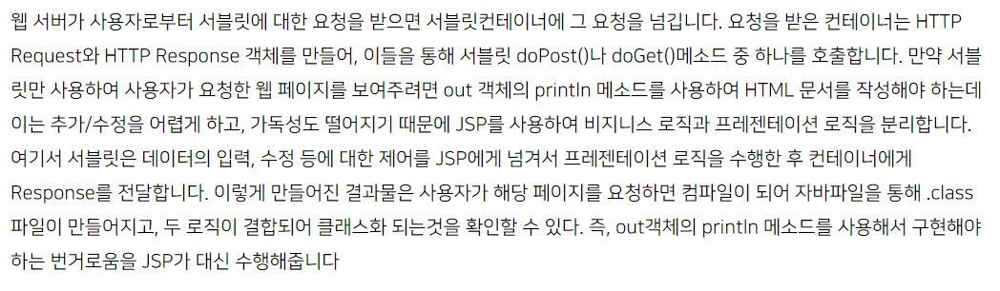 웹 서버가 사용자로부터 서블릿에 대한 요청을 받으면 서블릿컨테이너에 그 요청을 넘깁니다. 요청을 받은 컨테이너는 HTTP
Request와 HTTP Response 객체를 만들어, 이들을 통해 서블릿 doPost()나 doGet()메소드 중 하나를 호출합니다. 만약 서블
릿만 사용하여 사용자가 요청한 웹 페이지를 보여주려면 out 객체의 println 메소드를 사용하여 HTML 문서를 작성해야 하는데
이는 추가/수정을 어렵게 하고, 가독성도 떨어지기 때문에 JSP를 사용하여 비지니스 로직과 프레젠테이션 로직을 분리합니다.
여기서 서블릿은 데이터의 입력, 수정 등에 대한 제어를 JSP에게 넘겨서 프레젠테이션 로직을 수행한 후 컨테이너에게
Response를 전달합니다. 이렇게 만들어진 결과물은 사용자가 해당 페이지를 요청하면 컴파일이 되어 자바파일을 통해 .class
파일이 만들어지고, 두 로직이 결합되어 클래스화 되는것을 확인할 수 있다. 즉, out객체의 println 메소드를 사용해서 구현해야
하는 번거로움을 JSP가 대신 수행해줍니다